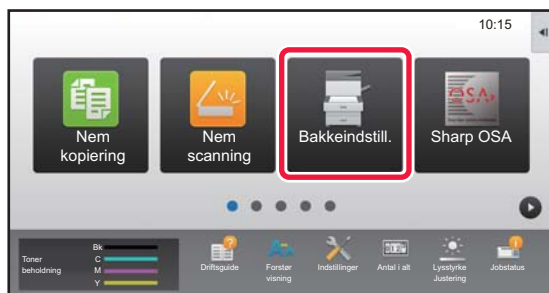 10:15
Nem
kopiering
Nem
scanning
Bakkeindstill.
Sharp OSA
OSA
Toner
beholdning
Bk
C
M
Y
Driftsguide
Forstør
visning
Indstillinger
Antal i alt
Lysstyrke
Justering
Jobstatus